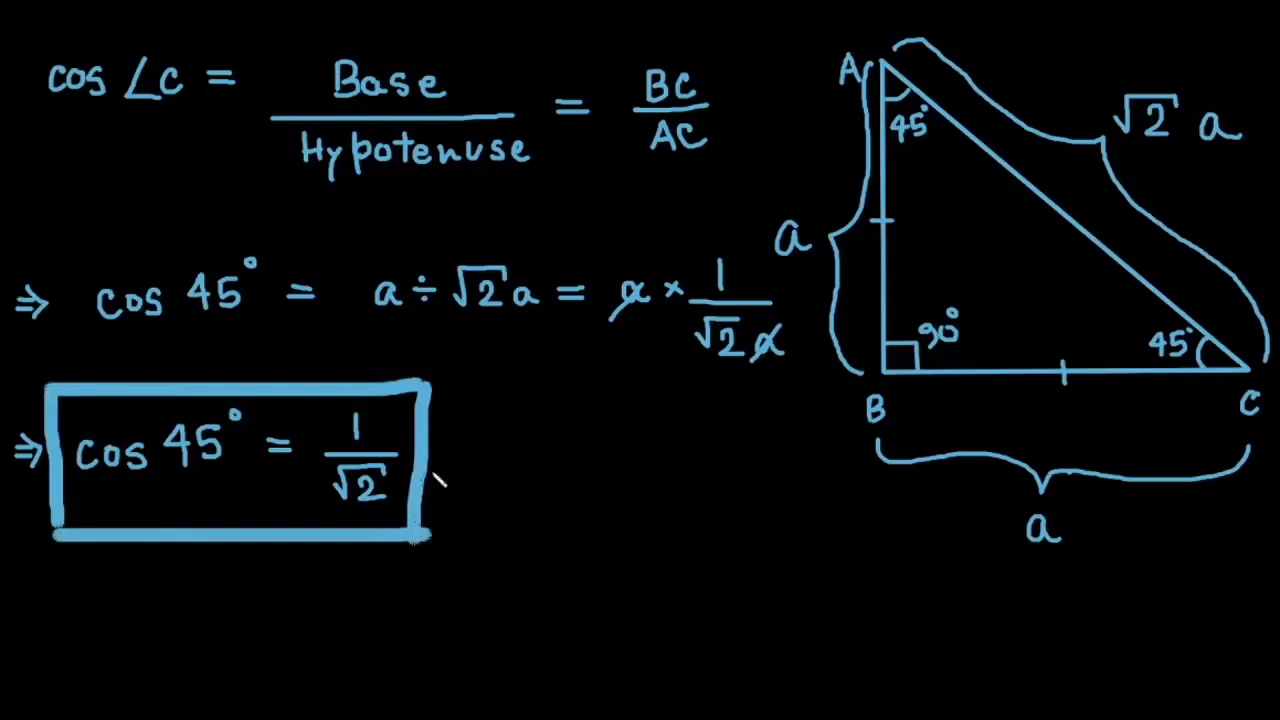 cos ∠C = Base / Hypotenuse = BC / AC
⇒ cos 45° = a ÷ √2 a = a × 1 / √2 a
⇒ cos 45° = 1 / √2
A
45°
√2 a
a
90°
45°
B
C
a